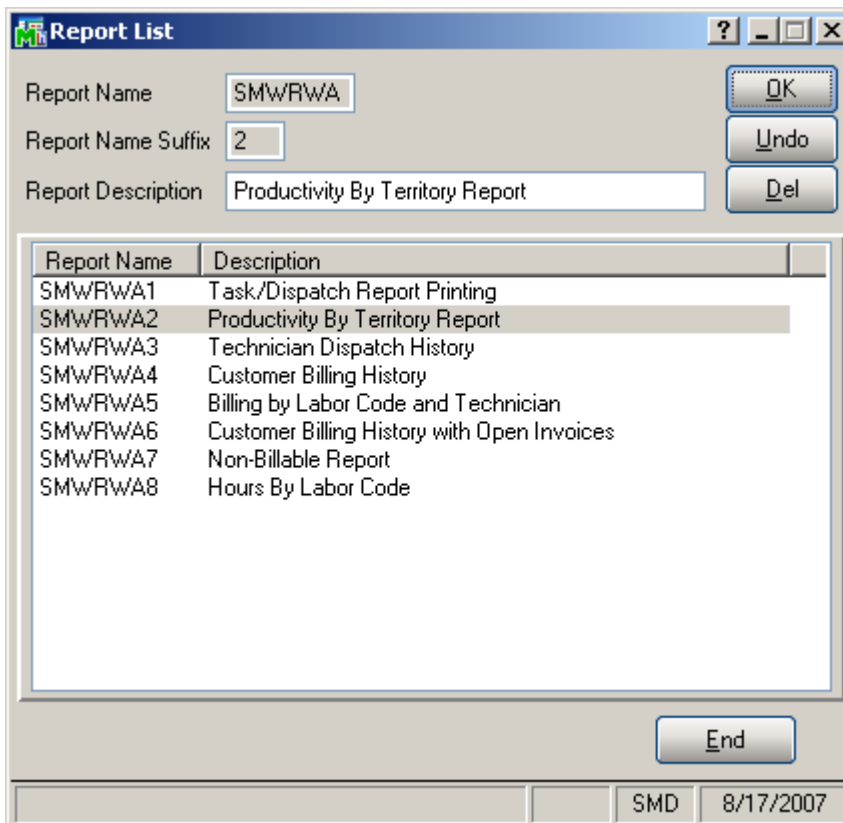 Report List
Report Name SMWRWA OK
Report Name Suffix 2 Undo
Report Description Productivity By Territory Report Del
Report Name Description
SMWRWA1 Task/Dispatch Report Printing
SMWRWA2 Productivity By Territory Report
SMWRWA3 Technician Dispatch History
SMWRWA4 Customer Billing History
SMWRWA5 Billing by Labor Code and Technician
SMWRWA6 Customer Billing History with Open Invoices
SMWRWA7 Non-Billable Report
SMWRWA8 Hours By Labor Code
End
SMD 8/17/2007